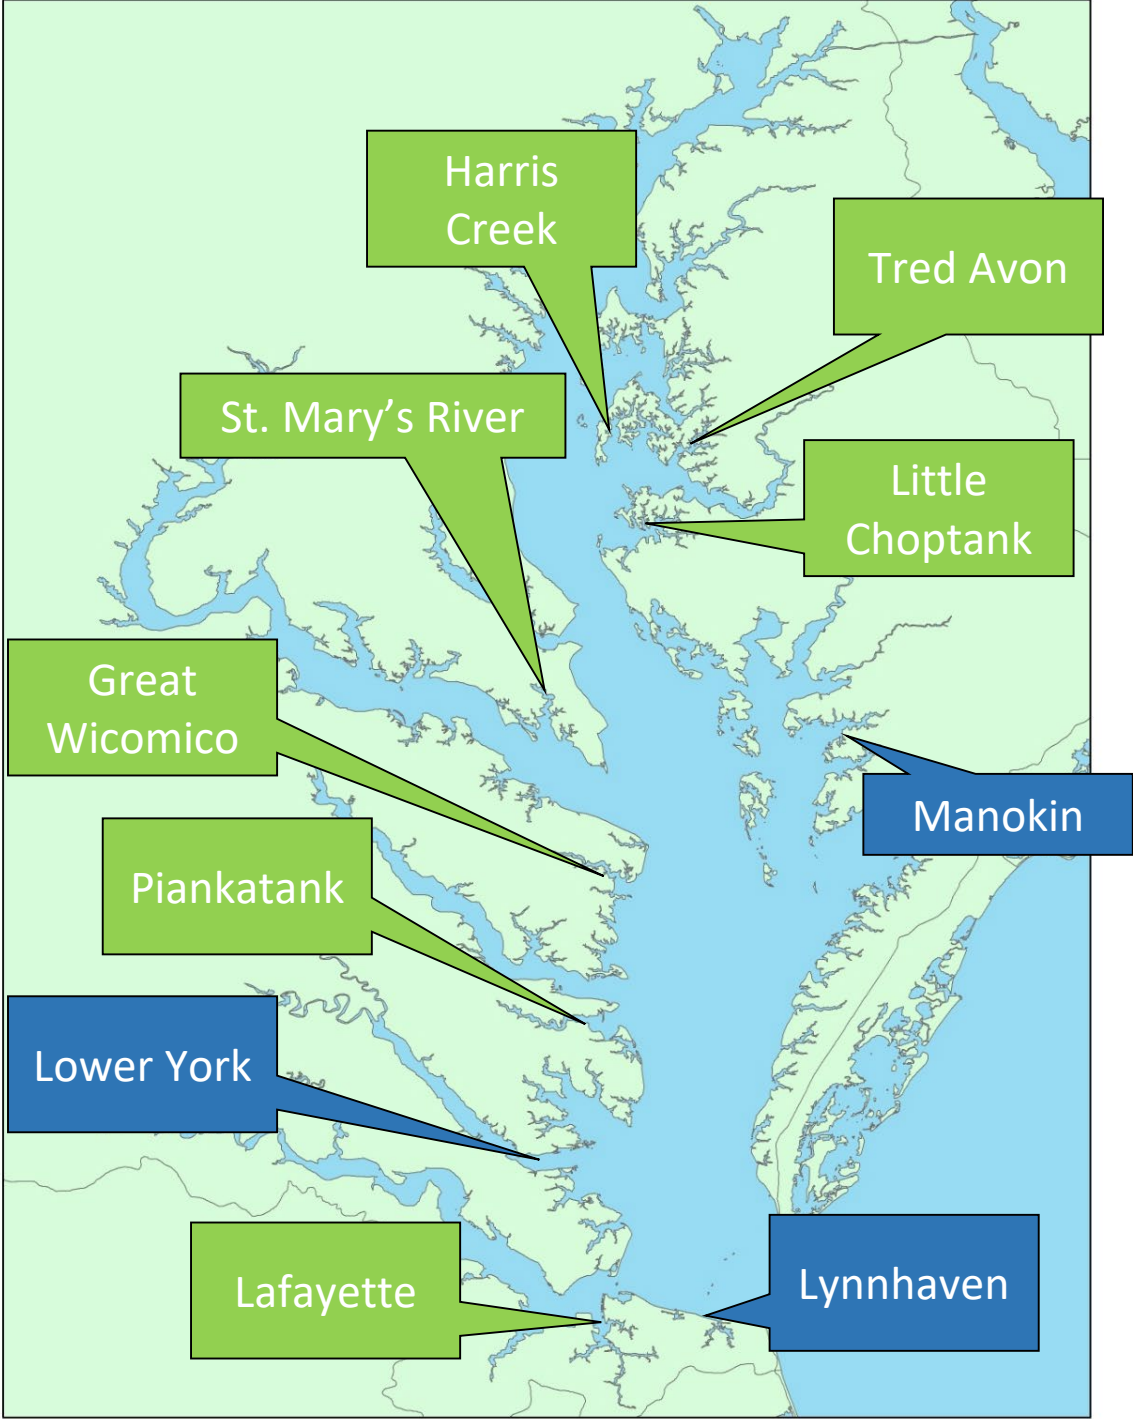 Harris
Creek
Tred Avon
St. Mary’s River
Little
Choptank
Great
Wicomico
Manokin
Piankatank
Lower York
Lafayette
Lynnhaven